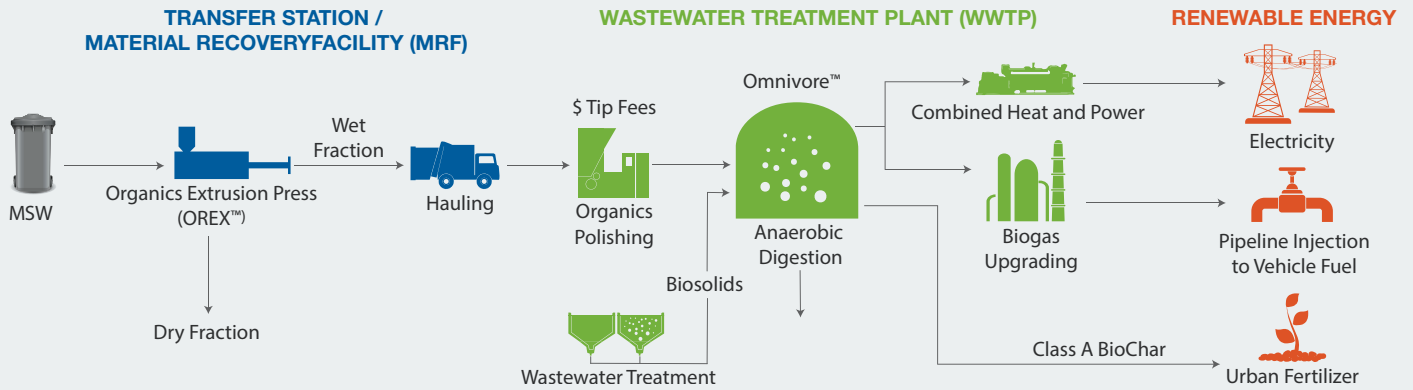 TRANSFER STATION /
MATERIAL RECOVERYFACILITY (MRF)
WASTEWATER TREATMENT PLANT (WWTP)
RENEWABLE ENERGY
MSW
Organics Extrusion Press
(OREX™)
Dry Fraction
Wet
Fraction
Hauling
$ Tip Fees
Organics
Polishing
Biosolids
Wastewater Treatment
Omnivore™
Anaerobic
Digestion
Combined Heat and Power
Biogas
Upgrading
Class A BioChar
Electricity
Pipeline Injection
to Vehicle Fuel
Urban Fertilizer